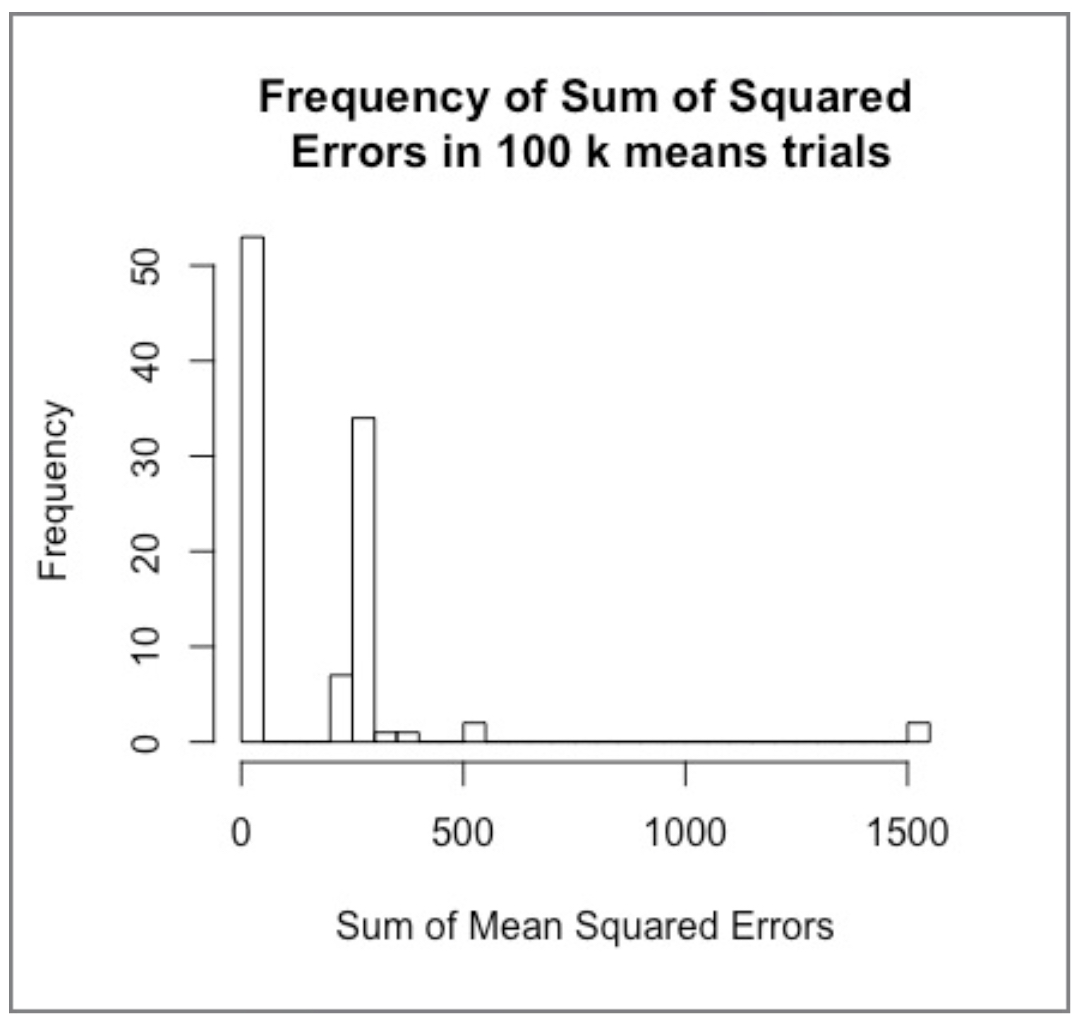 Frequency of Sum of Squared
Errors in 100 k means trials
Frequency
50
40
30
20
10
0
0 500 1000 1500
Sum of Mean Squared Errors